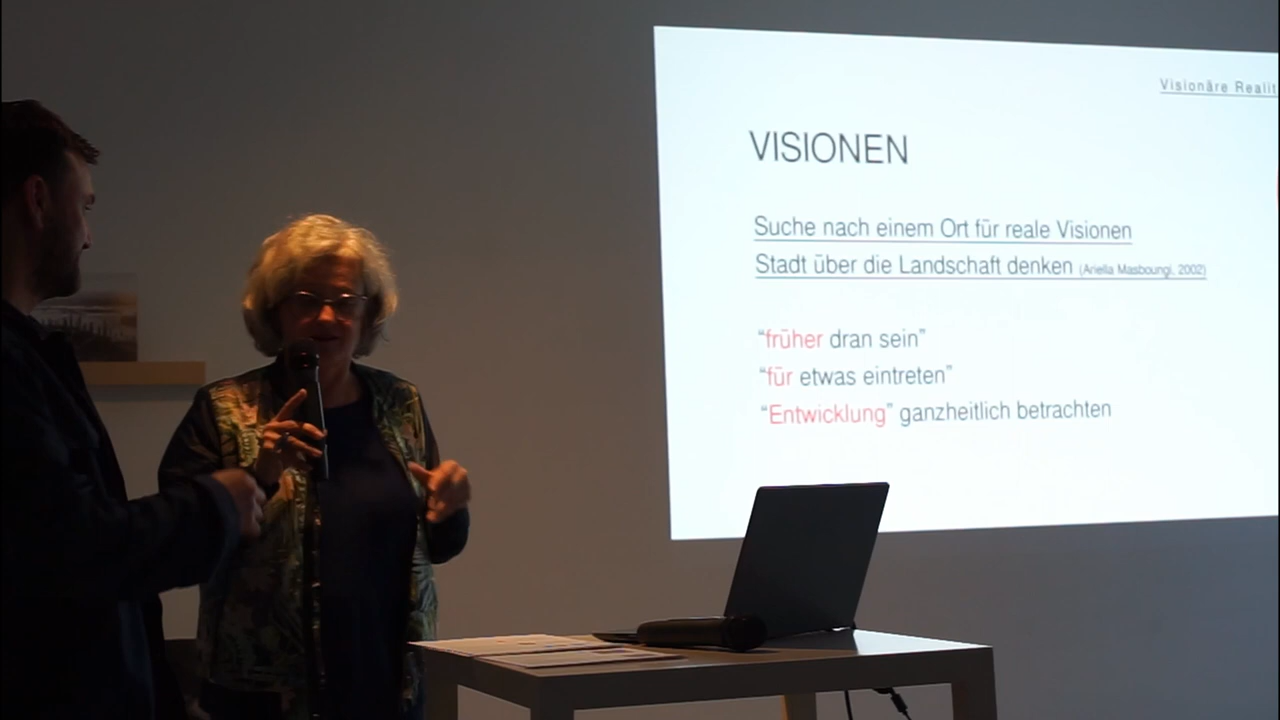 Visionäre Realit
VISIONEN
Suche nach einem Ort für reale Visionen
Stadt über die Landschaft denken (Ariella Masboungi, 2002)
“früher dran sein”
“für etwas eintreten”
“Entwicklung” ganzheitlich betrachten